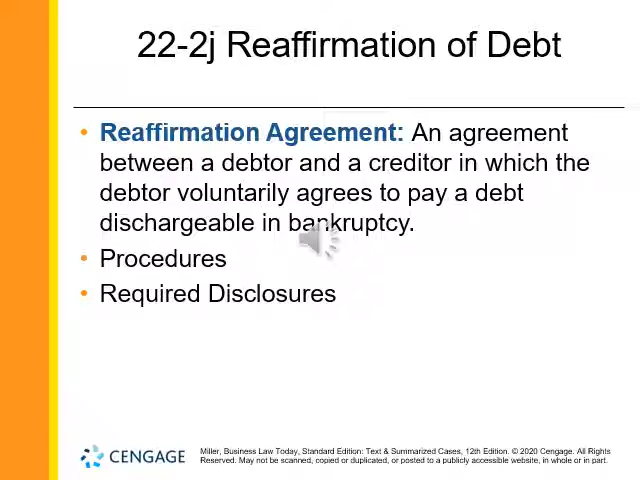 22-2j Reaffirmation of Debt
• Reaffirmation Agreement: An agreement
between a debtor and a creditor in which the
debtor voluntarily agrees to pay a debt
dischargeable in bankruptcy.
• Procedures
• Required Disclosures
CENGAGE
Miller, Business Law Today, Standard Edition: Text & Summarized Cases, 12th Edition. © 2020 Cengage. All Rights
Reserved. May not be scanned, copied or duplicated, or posted to a publicly accessible website, in whole or in part.